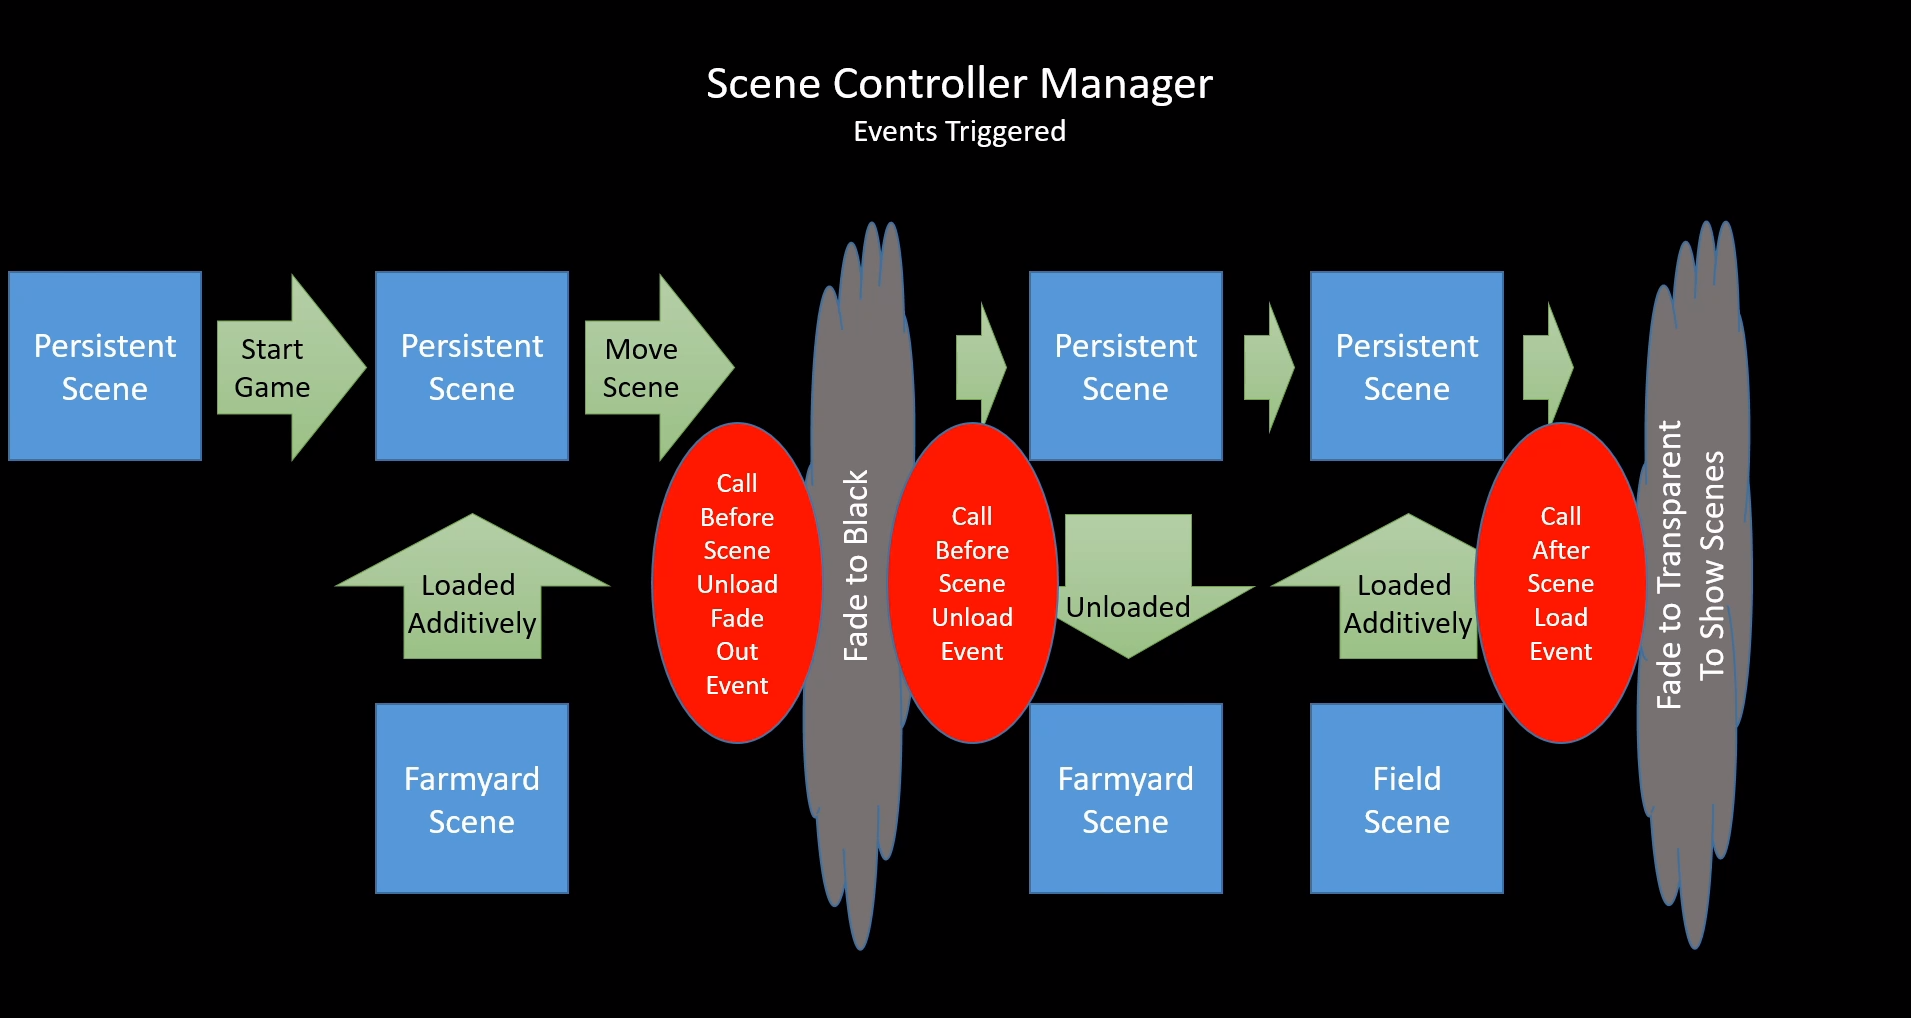 Scene Controller Manager
Events Triggered
Persistent
Scene
Start
Game
Persistent
Scene
Move
Scene
Persistent
Scene
Persistent
Scene
Loaded
Additively
Call
Before
Scene
Unload
Fade
Out
Event
Fade to Black
Call
Before
Scene
Unload
Event
Unloaded
Loaded
Additively
Call
After
Scene
Load
Event
Fade to Transparent
To Show Scenes
Farmyard
Scene
Farmyard
Scene
Field
Scene